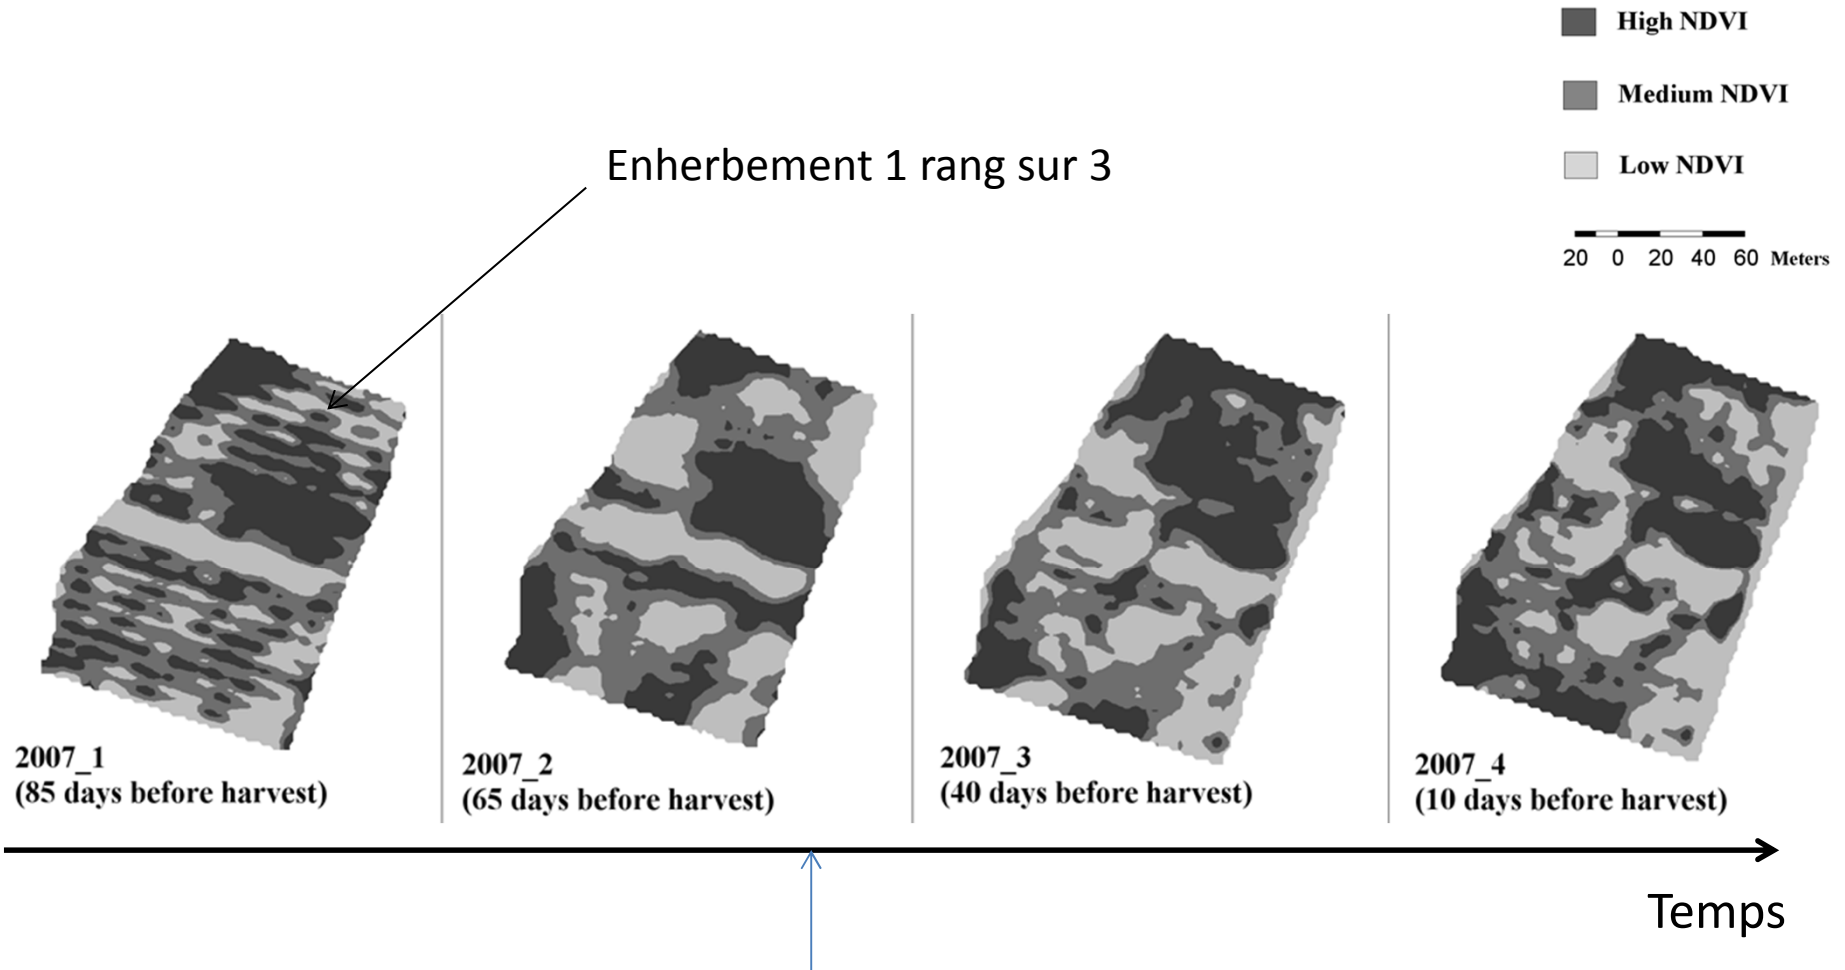 High NDVI
Medium NDVI
Low NDVI
20 0 20 40 60 Meters
Enherbement 1 rang sur 3
2007_1
(85 days before harvest)
2007_2
(65 days before harvest)
2007_3
(40 days before harvest)
2007_4
(10 days before harvest)
Temps